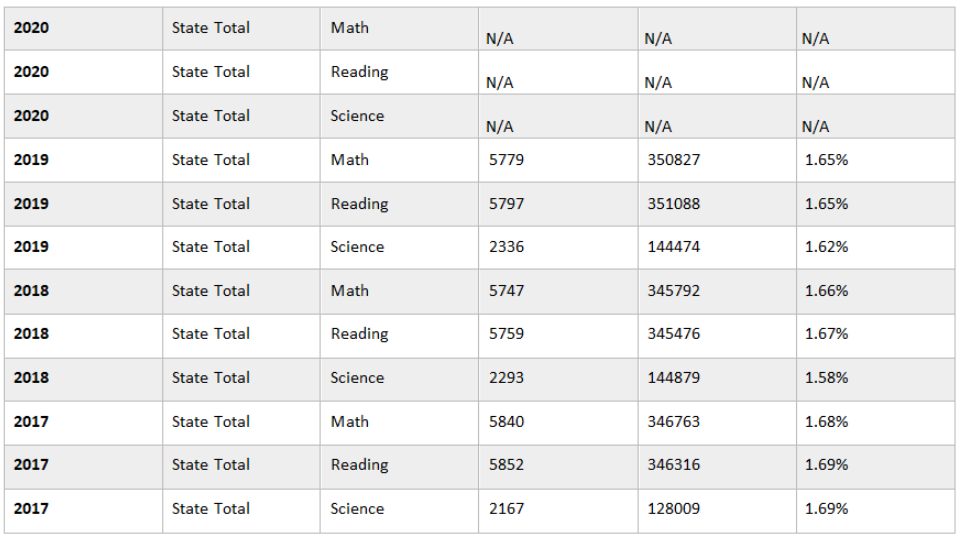 2020 State Total Math N/A N/A N/A
2020 State Total Reading N/A N/A N/A
2020 State Total Science N/A N/A N/A
2019 State Total Math 5779 350827 1.65%
2019 State Total Reading 5797 351088 1.65%
2019 State Total Science 2336 144474 1.62%
2018 State Total Math 5747 345792 1.66%
2018 State Total Reading 5759 345476 1.67%
2018 State Total Science 2293 144879 1.58%
2017 State Total Math 5840 346763 1.68%
2017 State Total Reading 5852 346316 1.69%
2017 State Total Science 2167 128009 1.69%